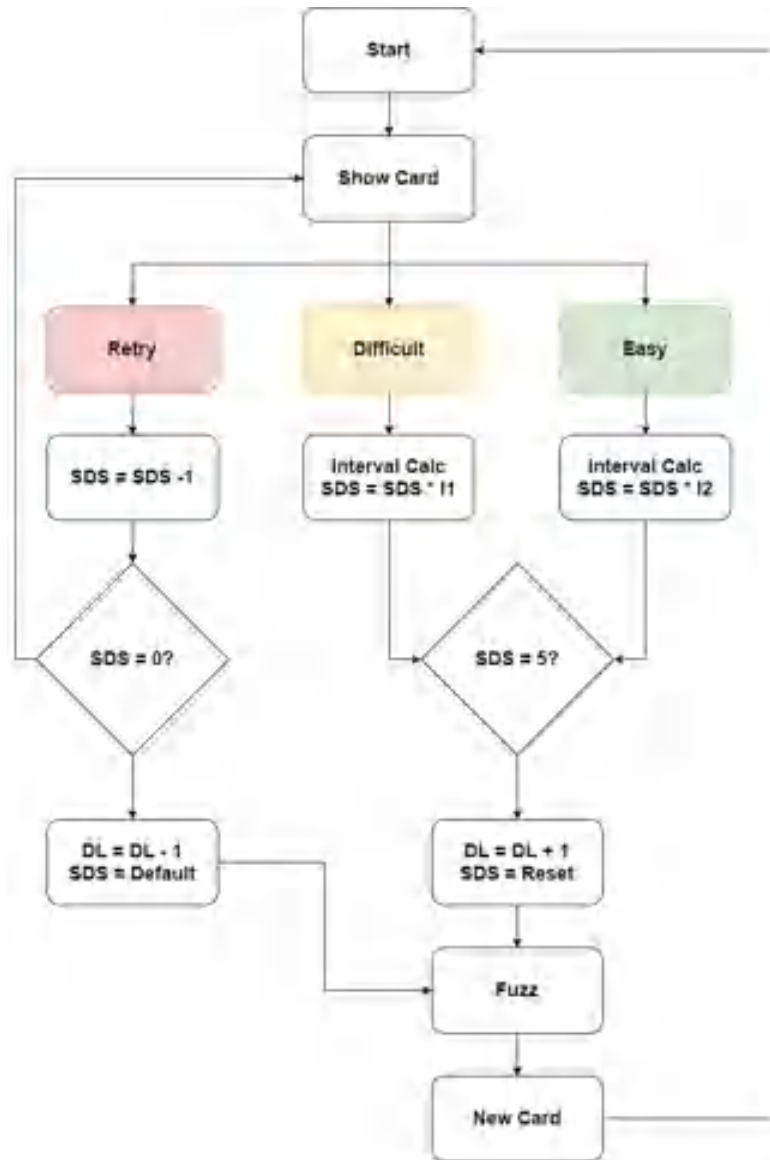 Start
Show Card
Retry
Difficult
Easy
SDS = SDS -1
Interval Calc
SDS = SDS * I1
Interval Calc
SDS = SDS * I2
SDS = 0?
SDS = 5?
DL = DL - 1
SDS = Default
DL = DL + 1
SDS = Reset
Fuzz
New Card